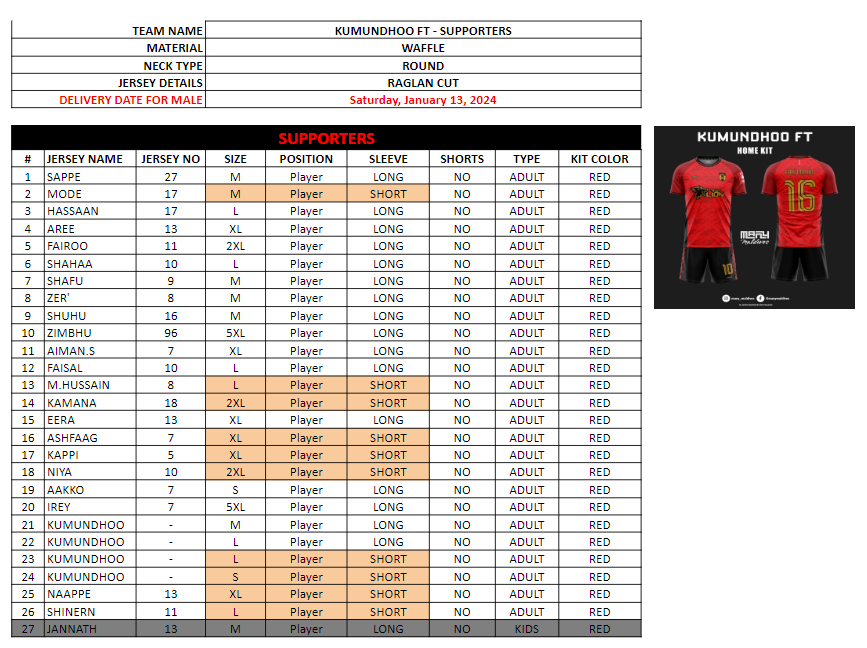 TEAM NAME KUMUNDHOO FT - SUPPORTERS
MATERIAL WAFFLE
NECK TYPE ROUND
JERSEY DETAILS RAGLAN CUT
DELIVERY DATE FOR MALE Saturday, January 13, 2024
SUPPORTERS
# JERSEY NAME JERSEY NO SIZE POSITION SLEEVE SHORTS TYPE KIT COLOR
1 SAPPE 27 M Player LONG NO ADULT RED
2 MODE 17 M Player SHORT NO ADULT RED
3 HASSAAN 17 L Player LONG NO ADULT RED
4 AREE 13 XL Player LONG NO ADULT RED
5 FAIROO 11 2XL Player LONG NO ADULT RED
6 SHAHAA 10 L Player LONG NO ADULT RED
7 SHAFU 9 M Player LONG NO ADULT RED
8 ZER' 8 M Player LONG NO ADULT RED
9 SHUHU 16 M Player LONG NO ADULT RED
10 ZIMBHU 96 5XL Player LONG NO ADULT RED
11 AIMAN.S 7 XL Player LONG NO ADULT RED
12 FAISAL 10 L Player LONG NO ADULT RED
13 M.HUSSAIN 8 L Player SHORT NO ADULT RED
14 KAMANA 18 2XL Player SHORT NO ADULT RED
15 EERA 13 XL Player LONG NO ADULT RED
16 ASHFAAG 7 XL Player SHORT NO ADULT RED
17 KAPPI 5 XL Player SHORT NO ADULT RED
18 NIYA 10 2XL Player SHORT NO ADULT RED
19 AAKKO 7 S Player LONG NO ADULT RED
20 IREY 7 5XL Player LONG NO ADULT RED
21 KUMUNDHOO - M Player LONG NO ADULT RED
22 KUMUNDHOO - L Player LONG NO ADULT RED
23 KUMUNDHOO - L Player SHORT NO ADULT RED
24 KUMUNDHOO - S Player SHORT NO ADULT RED
25 NAAPPE 13 XL Player SHORT NO ADULT RED
26 SHINERN 11 L Player SHORT NO ADULT RED
27 JANNATH 13 M Player LONG NO KIDS RED
KUMUNDHOO FT
HOME KIT
16
10